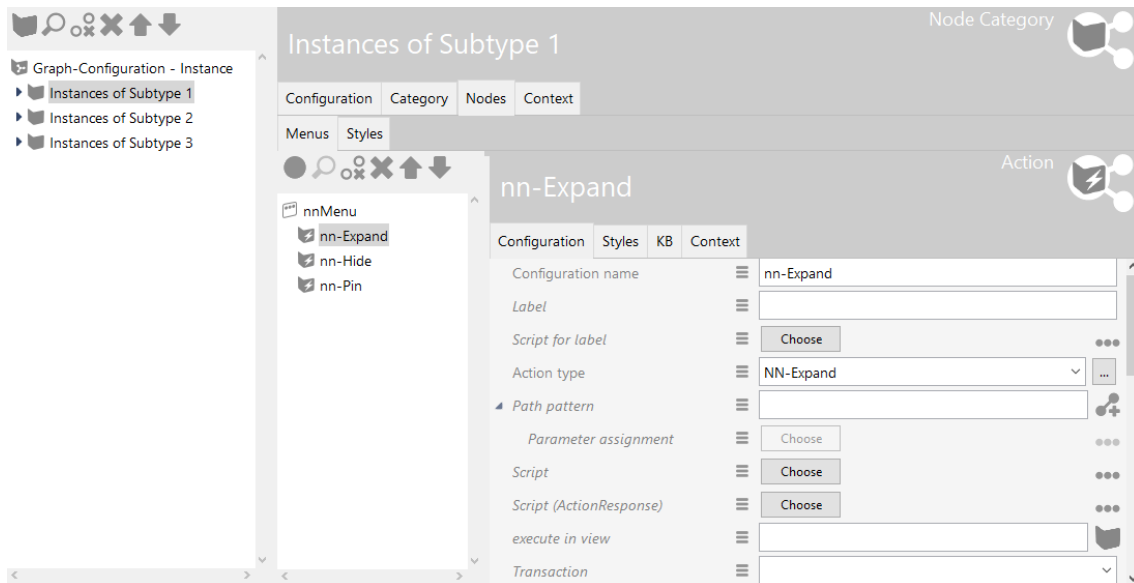 Graph-Configuration - Instance
Instances of Subtype 1
Instances of Subtype 2
Instances of Subtype 3
Node Category
Instances of Subtype 1
Configuration Category Nodes Context
Menus Styles
nnMenu
nn-Expand
nn-Hide
nn-Pin
Action
nn-Expand
Configuration Styles KB Context
Configuration name nn-Expand
Label
Script for label Choose
Action type NN-Expand ...
Path pattern
Parameter assignment Choose
Script Choose
Script (ActionResponse) Choose
execute in view
Transaction